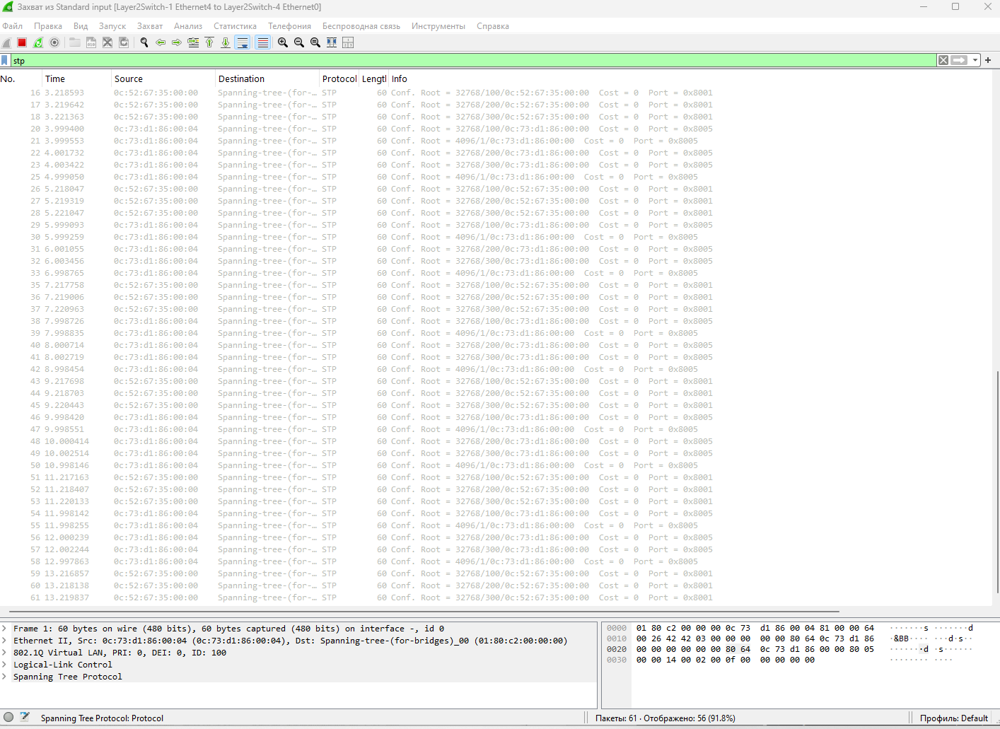 Захват из Standard input [Layer2Switch-1 Ethernet4 to Layer2Switch-4 Ethernet0]
Файл Правка Вид Запуск Захват Анализ Статистика Телефония Беспроводная связь Инструменты Справка
stp
No. Time Source Destination Protocol Lengtl Info
16 3.218593 0c:52:67:35:00:00 Spanning-tree-(for-… STP 60 Conf. Root = 32768/100/0c:52:67:35:00:00 Cost = 0 Port = 0x8001
17 3.219642 0c:52:67:35:00:00 Spanning-tree-(for-… STP 60 Conf. Root = 32768/200/0c:52:67:35:00:00 Cost = 0 Port = 0x8001
18 3.221363 0c:52:67:35:00:00 Spanning-tree-(for-… STP 60 Conf. Root = 32768/300/0c:52:67:35:00:00 Cost = 0 Port = 0x8001
20 3.999400 0c:73:d1:86:00:04 Spanning-tree-(for-… STP 60 Conf. Root = 32768/100/0c:73:d1:86:00:00 Cost = 0 Port = 0x8005
21 3.999553 0c:73:d1:86:00:04 Spanning-tree-(for-… STP 60 Conf. Root = 4096/1/0c:73:d1:86:00:00 Cost = 0 Port = 0x8005
22 4.001732 0c:73:d1:86:00:04 Spanning-tree-(for-… STP 60 Conf. Root = 32768/200/0c:73:d1:86:00:00 Cost = 0 Port = 0x8005
23 4.003422 0c:73:d1:86:00:04 Spanning-tree-(for-… STP 60 Conf. Root = 32768/300/0c:73:d1:86:00:00 Cost = 0 Port = 0x8005
25 4.999050 0c:73:d1:86:00:04 Spanning-tree-(for-… STP 60 Conf. Root = 4096/1/0c:73:d1:86:00:00 Cost = 0 Port = 0x8005
26 5.218047 0c:52:67:35:00:00 Spanning-tree-(for-… STP 60 Conf. Root = 32768/100/0c:52:67:35:00:00 Cost = 0 Port = 0x8001
27 5.219319 0c:52:67:35:00:00 Spanning-tree-(for-… STP 60 Conf. Root = 32768/200/0c:52:67:35:00:00 Cost = 0 Port = 0x8001
28 5.221047 0c:52:67:35:00:00 Spanning-tree-(for-… STP 60 Conf. Root = 32768/300/0c:52:67:35:00:00 Cost = 0 Port = 0x8001
29 5.999093 0c:73:d1:86:00:04 Spanning-tree-(for-… STP 60 Conf. Root = 32768/100/0c:73:d1:86:00:00 Cost = 0 Port = 0x8005
30 5.999259 0c:73:d1:86:00:04 Spanning-tree-(for-… STP 60 Conf. Root = 4096/1/0c:73:d1:86:00:00 Cost = 0 Port = 0x8005
31 6.001055 0c:73:d1:86:00:04 Spanning-tree-(for-… STP 60 Conf. Root = 32768/200/0c:73:d1:86:00:00 Cost = 0 Port = 0x8005
32 6.003456 0c:73:d1:86:00:04 Spanning-tree-(for-… STP 60 Conf. Root = 32768/300/0c:73:d1:86:00:00 Cost = 0 Port = 0x8005
33 6.998765 0c:73:d1:86:00:04 Spanning-tree-(for-… STP 60 Conf. Root = 4096/1/0c:73:d1:86:00:00 Cost = 0 Port = 0x8005
35 7.217758 0c:52:67:35:00:00 Spanning-tree-(for-… STP 60 Conf. Root = 32768/100/0c:52:67:35:00:00 Cost = 0 Port = 0x8001
36 7.219006 0c:52:67:35:00:00 Spanning-tree-(for-… STP 60 Conf. Root = 32768/200/0c:52:67:35:00:00 Cost = 0 Port = 0x8001
37 7.220963 0c:52:67:35:00:00 Spanning-tree-(for-… STP 60 Conf. Root = 32768/300/0c:52:67:35:00:00 Cost = 0 Port = 0x8001
38 7.998726 0c:73:d1:86:00:04 Spanning-tree-(for-… STP 60 Conf. Root = 32768/100/0c:73:d1:86:00:00 Cost = 0 Port = 0x8005
39 7.998835 0c:73:d1:86:00:04 Spanning-tree-(for-… STP 60 Conf. Root = 4096/1/0c:73:d1:86:00:00 Cost = 0 Port = 0x8005
40 8.000714 0c:73:d1:86:00:04 Spanning-tree-(for-… STP 60 Conf. Root = 32768/200/0c:73:d1:86:00:00 Cost = 0 Port = 0x8005
41 8.002719 0c:73:d1:86:00:04 Spanning-tree-(for-… STP 60 Conf. Root = 32768/300/0c:73:d1:86:00:00 Cost = 0 Port = 0x8005
42 8.998454 0c:73:d1:86:00:04 Spanning-tree-(for-… STP 60 Conf. Root = 4096/1/0c:73:d1:86:00:00 Cost = 0 Port = 0x8005
43 9.217698 0c:52:67:35:00:00 Spanning-tree-(for-… STP 60 Conf. Root = 32768/100/0c:52:67:35:00:00 Cost = 0 Port = 0x8001
44 9.218703 0c:52:67:35:00:00 Spanning-tree-(for-… STP 60 Conf. Root = 32768/200/0c:52:67:35:00:00 Cost = 0 Port = 0x8001
45 9.220443 0c:52:67:35:00:00 Spanning-tree-(for-… STP 60 Conf. Root = 32768/300/0c:52:67:35:00:00 Cost = 0 Port = 0x8001
46 9.998420 0c:73:d1:86:00:04 Spanning-tree-(for-… STP 60 Conf. Root = 32768/100/0c:73:d1:86:00:00 Cost = 0 Port = 0x8005
47 9.998551 0c:73:d1:86:00:04 Spanning-tree-(for-… STP 60 Conf. Root = 4096/1/0c:73:d1:86:00:00 Cost = 0 Port = 0x8005
48 10.000414 0c:73:d1:86:00:04 Spanning-tree-(for-… STP 60 Conf. Root = 32768/200/0c:73:d1:86:00:00 Cost = 0 Port = 0x8005
49 10.002514 0c:73:d1:86:00:04 Spanning-tree-(for-… STP 60 Conf. Root = 32768/300/0c:73:d1:86:00:00 Cost = 0 Port = 0x8005
50 10.998146 0c:73:d1:86:00:04 Spanning-tree-(for-… STP 60 Conf. Root = 4096/1/0c:73:d1:86:00:00 Cost = 0 Port = 0x8005
51 11.217163 0c:52:67:35:00:00 Spanning-tree-(for-… STP 60 Conf. Root = 32768/100/0c:52:67:35:00:00 Cost = 0 Port = 0x8001
52 11.218407 0c:52:67:35:00:00 Spanning-tree-(for-… STP 60 Conf. Root = 32768/200/0c:52:67:35:00:00 Cost = 0 Port = 0x8001
53 11.220133 0c:52:67:35:00:00 Spanning-tree-(for-… STP 60 Conf. Root = 32768/300/0c:52:67:35:00:00 Cost = 0 Port = 0x8001
54 11.998142 0c:73:d1:86:00:04 Spanning-tree-(for-… STP 60 Conf. Root = 32768/100/0c:73:d1:86:00:00 Cost = 0 Port = 0x8005
55 11.998255 0c:73:d1:86:00:04 Spanning-tree-(for-… STP 60 Conf. Root = 4096/1/0c:73:d1:86:00:00 Cost = 0 Port = 0x8005
56 12.000239 0c:73:d1:86:00:04 Spanning-tree-(for-… STP 60 Conf. Root = 32768/200/0c:73:d1:86:00:00 Cost = 0 Port = 0x8005
57 12.002244 0c:73:d1:86:00:04 Spanning-tree-(for-… STP 60 Conf. Root = 32768/300/0c:73:d1:86:00:00 Cost = 0 Port = 0x8005
58 12.997863 0c:73:d1:86:00:04 Spanning-tree-(for-… STP 60 Conf. Root = 4096/1/0c:73:d1:86:00:00 Cost = 0 Port = 0x8005
59 13.216857 0c:52:67:35:00:00 Spanning-tree-(for-… STP 60 Conf. Root = 32768/100/0c:52:67:35:00:00 Cost = 0 Port = 0x8001
60 13.218138 0c:52:67:35:00:00 Spanning-tree-(for-… STP 60 Conf. Root = 32768/200/0c:52:67:35:00:00 Cost = 0 Port = 0x8001
61 13.219837 0c:52:67:35:00:00 Spanning-tree-(for-… STP 60 Conf. Root = 32768/300/0c:52:67:35:00:00 Cost = 0 Port = 0x8001
Frame 1: 60 bytes on wire (480 bits), 60 bytes captured (480 bits) on interface -, id 0
Ethernet II, Src: 0c:73:d1:86:00:04 (0c:73:d1:86:00:04), Dst: Spanning-tree-(for-bridges)_00 (01:80:c2:00:00:00)
802.1Q Virtual LAN, PRI: 0, DEI: 0, ID: 100
Logical-Link Control
Spanning Tree Protocol
0000 01 80 c2 00 00 00 0c 73 d1 86 00 04 81 00 00 64 ·······s ·······d
0010 00 26 42 42 03 00 00 00 00 00 80 64 0c 73 d1 86 ·&BB···· ···d·s··
0020 00 00 00 00 00 00 80 64 0c 73 d1 86 00 00 80 05 ·······d ·s······
0030 00 00 14 00 02 00 0f 00 00 00 00 00 ········ ····
Spanning Tree Protocol: Protocol
Пакеты: 61 · Отображено: 56 (91.8%)
Профиль: Default